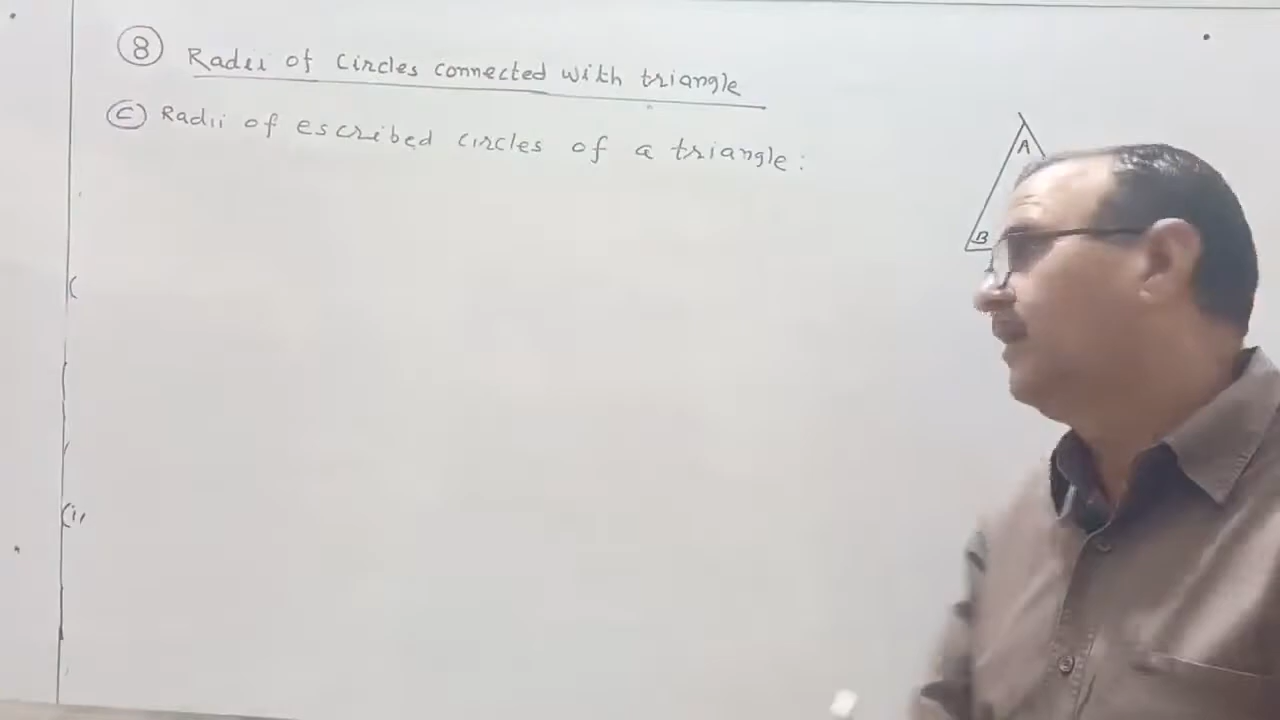 8 Radii of Circles connected with triangle
C Radii of escribed circles of a triangle:
A
B
(
(i